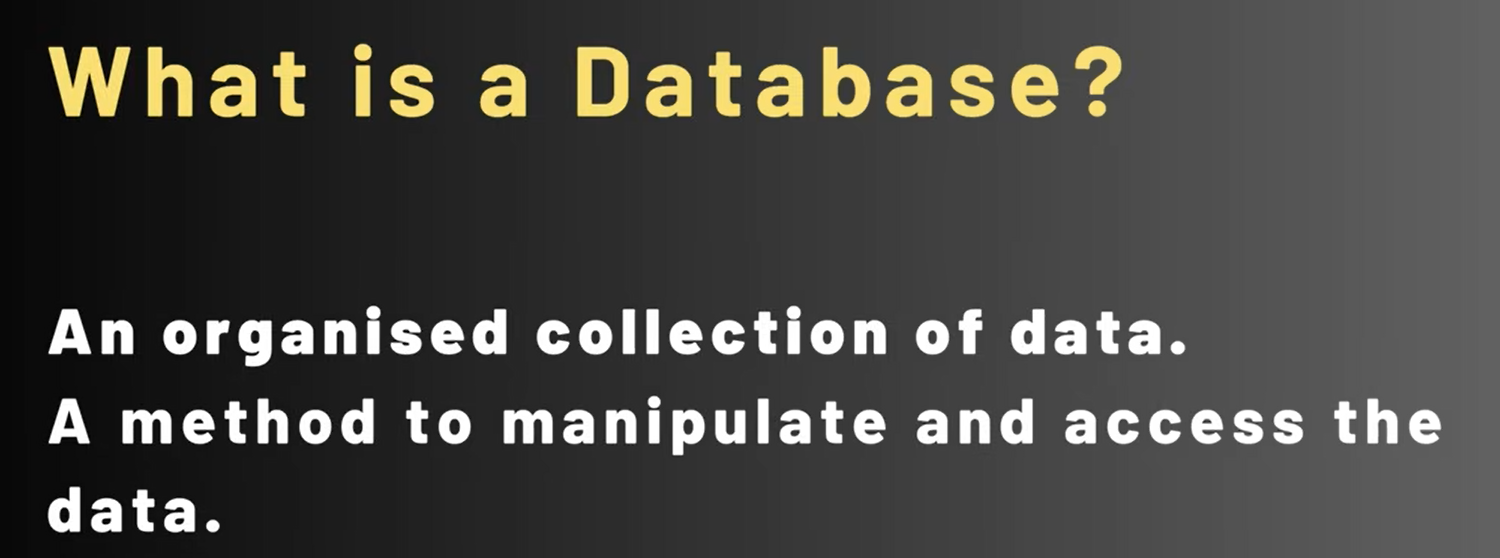 What is a Database?
An organised collection of data.
A method to manipulate and access the
data.